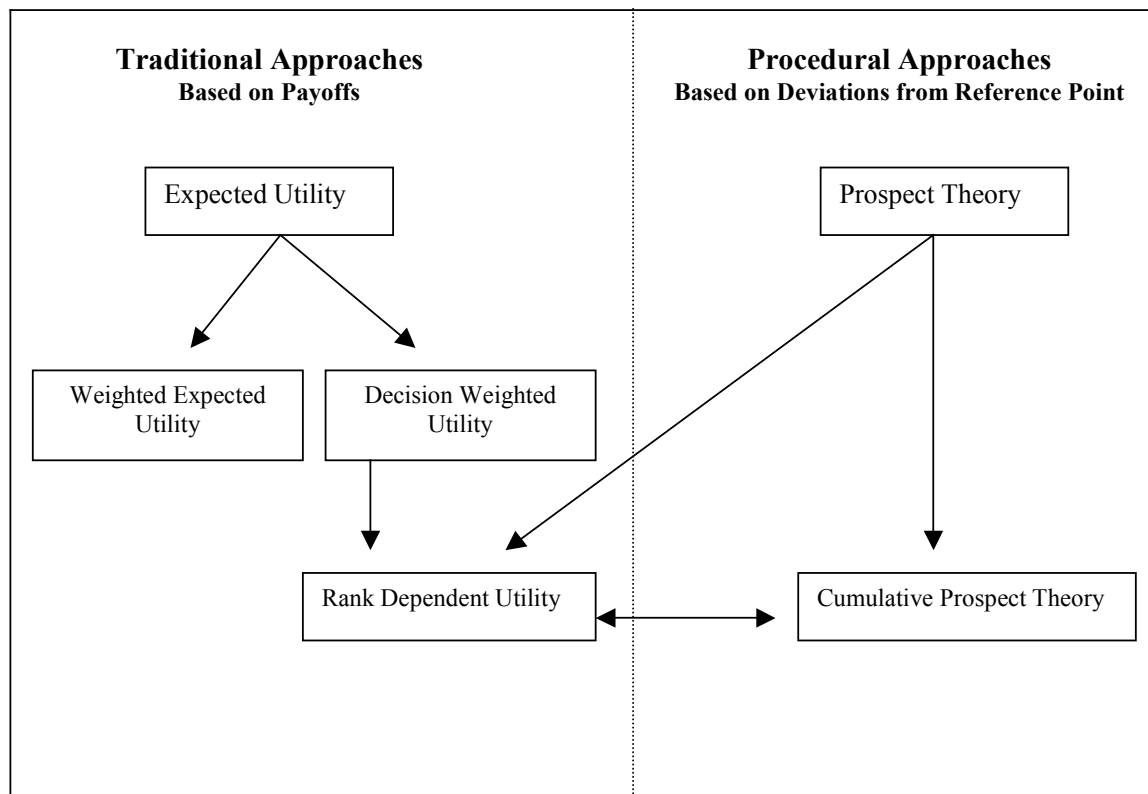 Traditional Approaches
Based on Payoffs
Procedural Approaches
Based on Deviations from Reference Point
Expected Utility
Prospect Theory
Weighted Expected
Utility
Decision Weighted
Utility
Rank Dependent Utility
Cumulative Prospect Theory